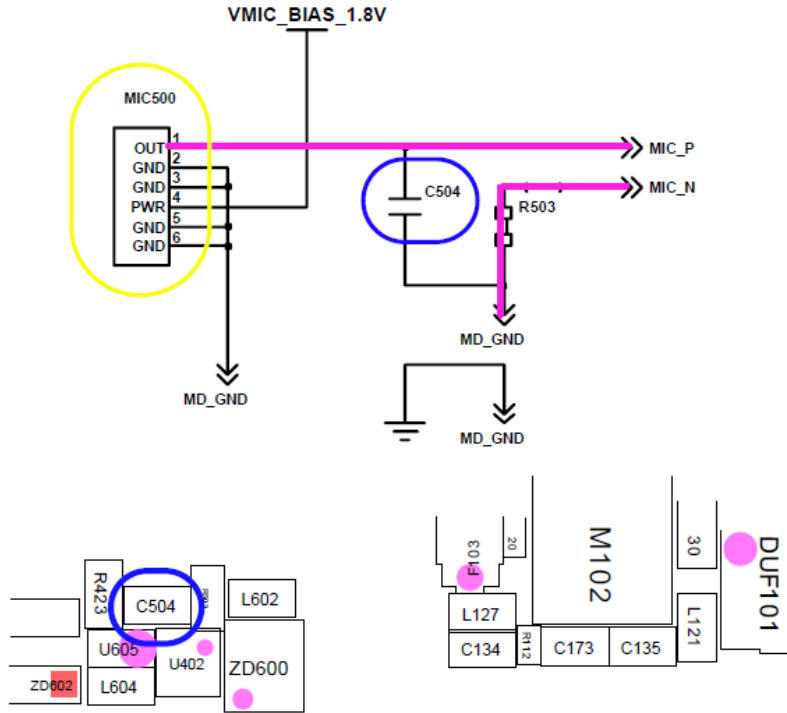 VMIC_BIAS_1.8V
MIC500
OUT 1
GND 2
GND 3
PWR 4
GND 5
GND 6
MIC_P
MIC_N
C504
R503
MD_GND
MD_GND
MD_GND
R423
C504
L602
U605
U402
ZD600
ZD602
L604
F103
20
M102
30
DUF101
L127
C134
R112
C173
C135
L121